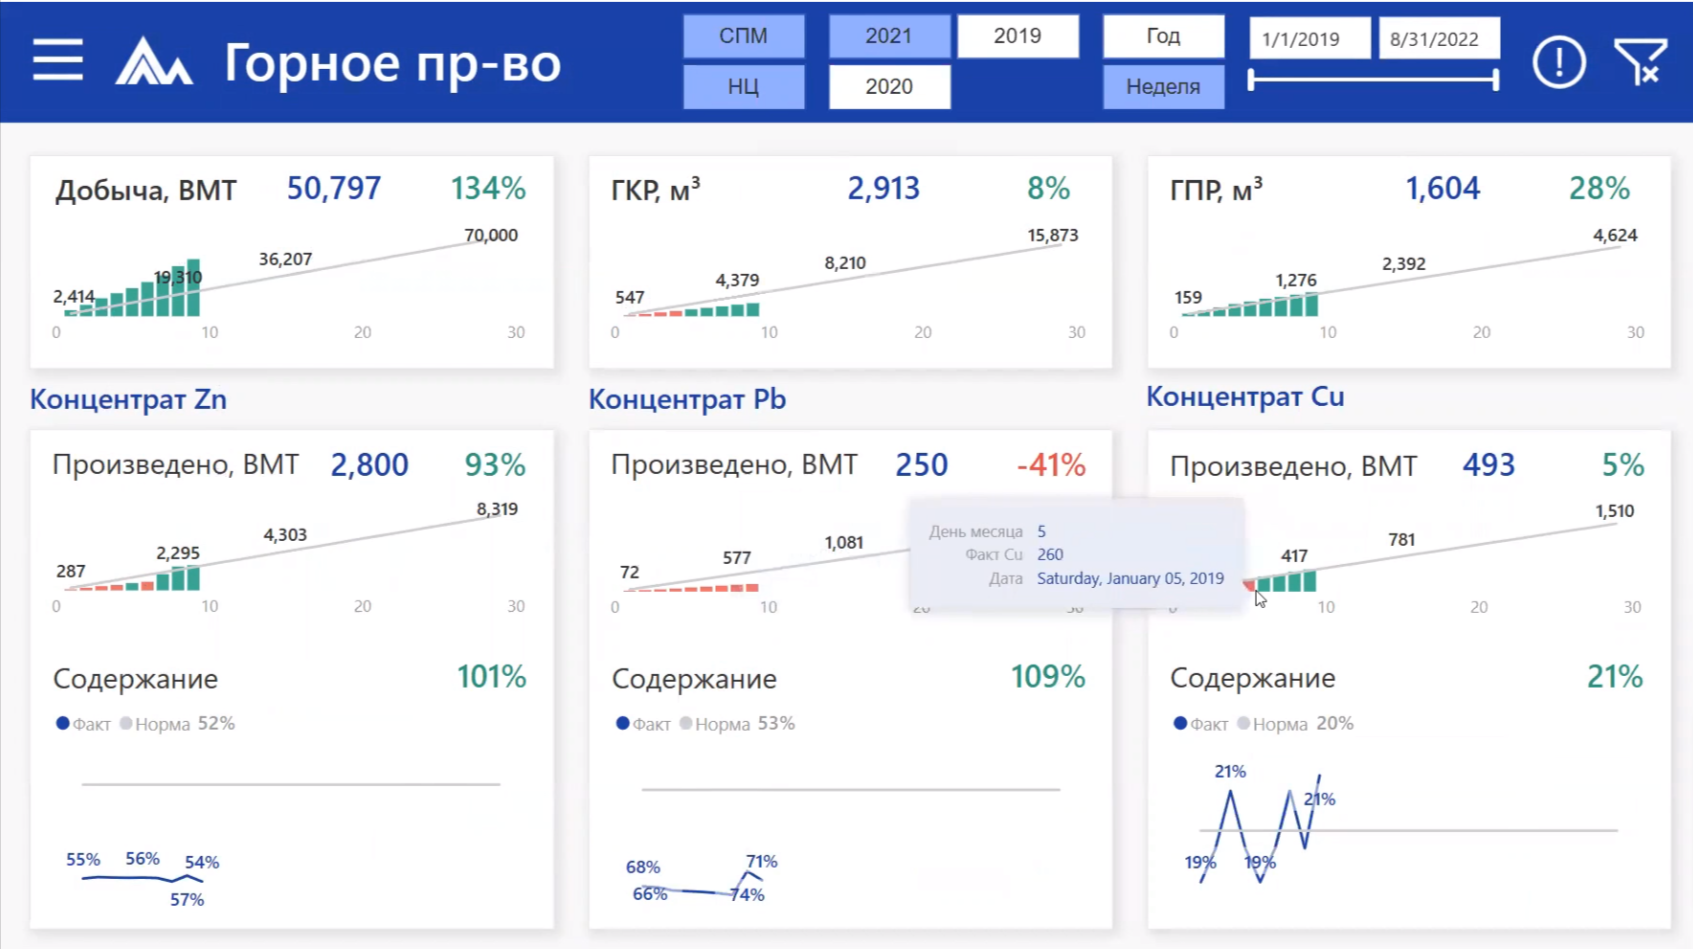 Горное пр-во
СПМ
НЦ
2021
2019
2020
Год
Неделя
1/1/2019
8/31/2022
Добыча, ВМТ 50,797 134%
70,000
36,207
19,310
2,414
0 10 20 30
ГКР, м³ 2,913 8%
15,873
8,210
4,379
547
0 10 20 30
ГПР, м³ 1,604 28%
4,624
2,392
1,276
159
0 10 20 30
Концентрат Zn
Произведено, ВМТ 2,800 93%
8,319
4,303
2,295
287
0 10 20 30
Содержание 101%
Факт Норма 52%
55% 56% 54%
57%
Концентрат Pb
Произведено, ВМТ 250 -41%
1,081
577
72
0 10
Содержание 109%
Факт Норма 53%
68% 71%
66% 74%
День месяца 5
Факт Cu 260
Дата Saturday, January 05, 2019
Концентрат Cu
Произведено, ВМТ 493 5%
1,510
781
417
10 20 30
Содержание 21%
Факт Норма 20%
21%
21%
19% 19%